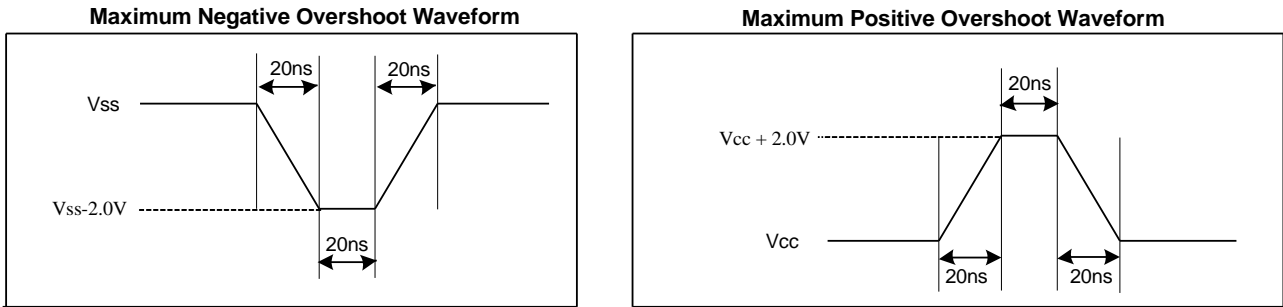 Maximum Negative Overshoot Waveform
20ns
20ns
Vss
Vss-2.0V
20ns
Maximum Positive Overshoot Waveform
20ns
Vcc + 2.0V
Vcc
20ns
20ns